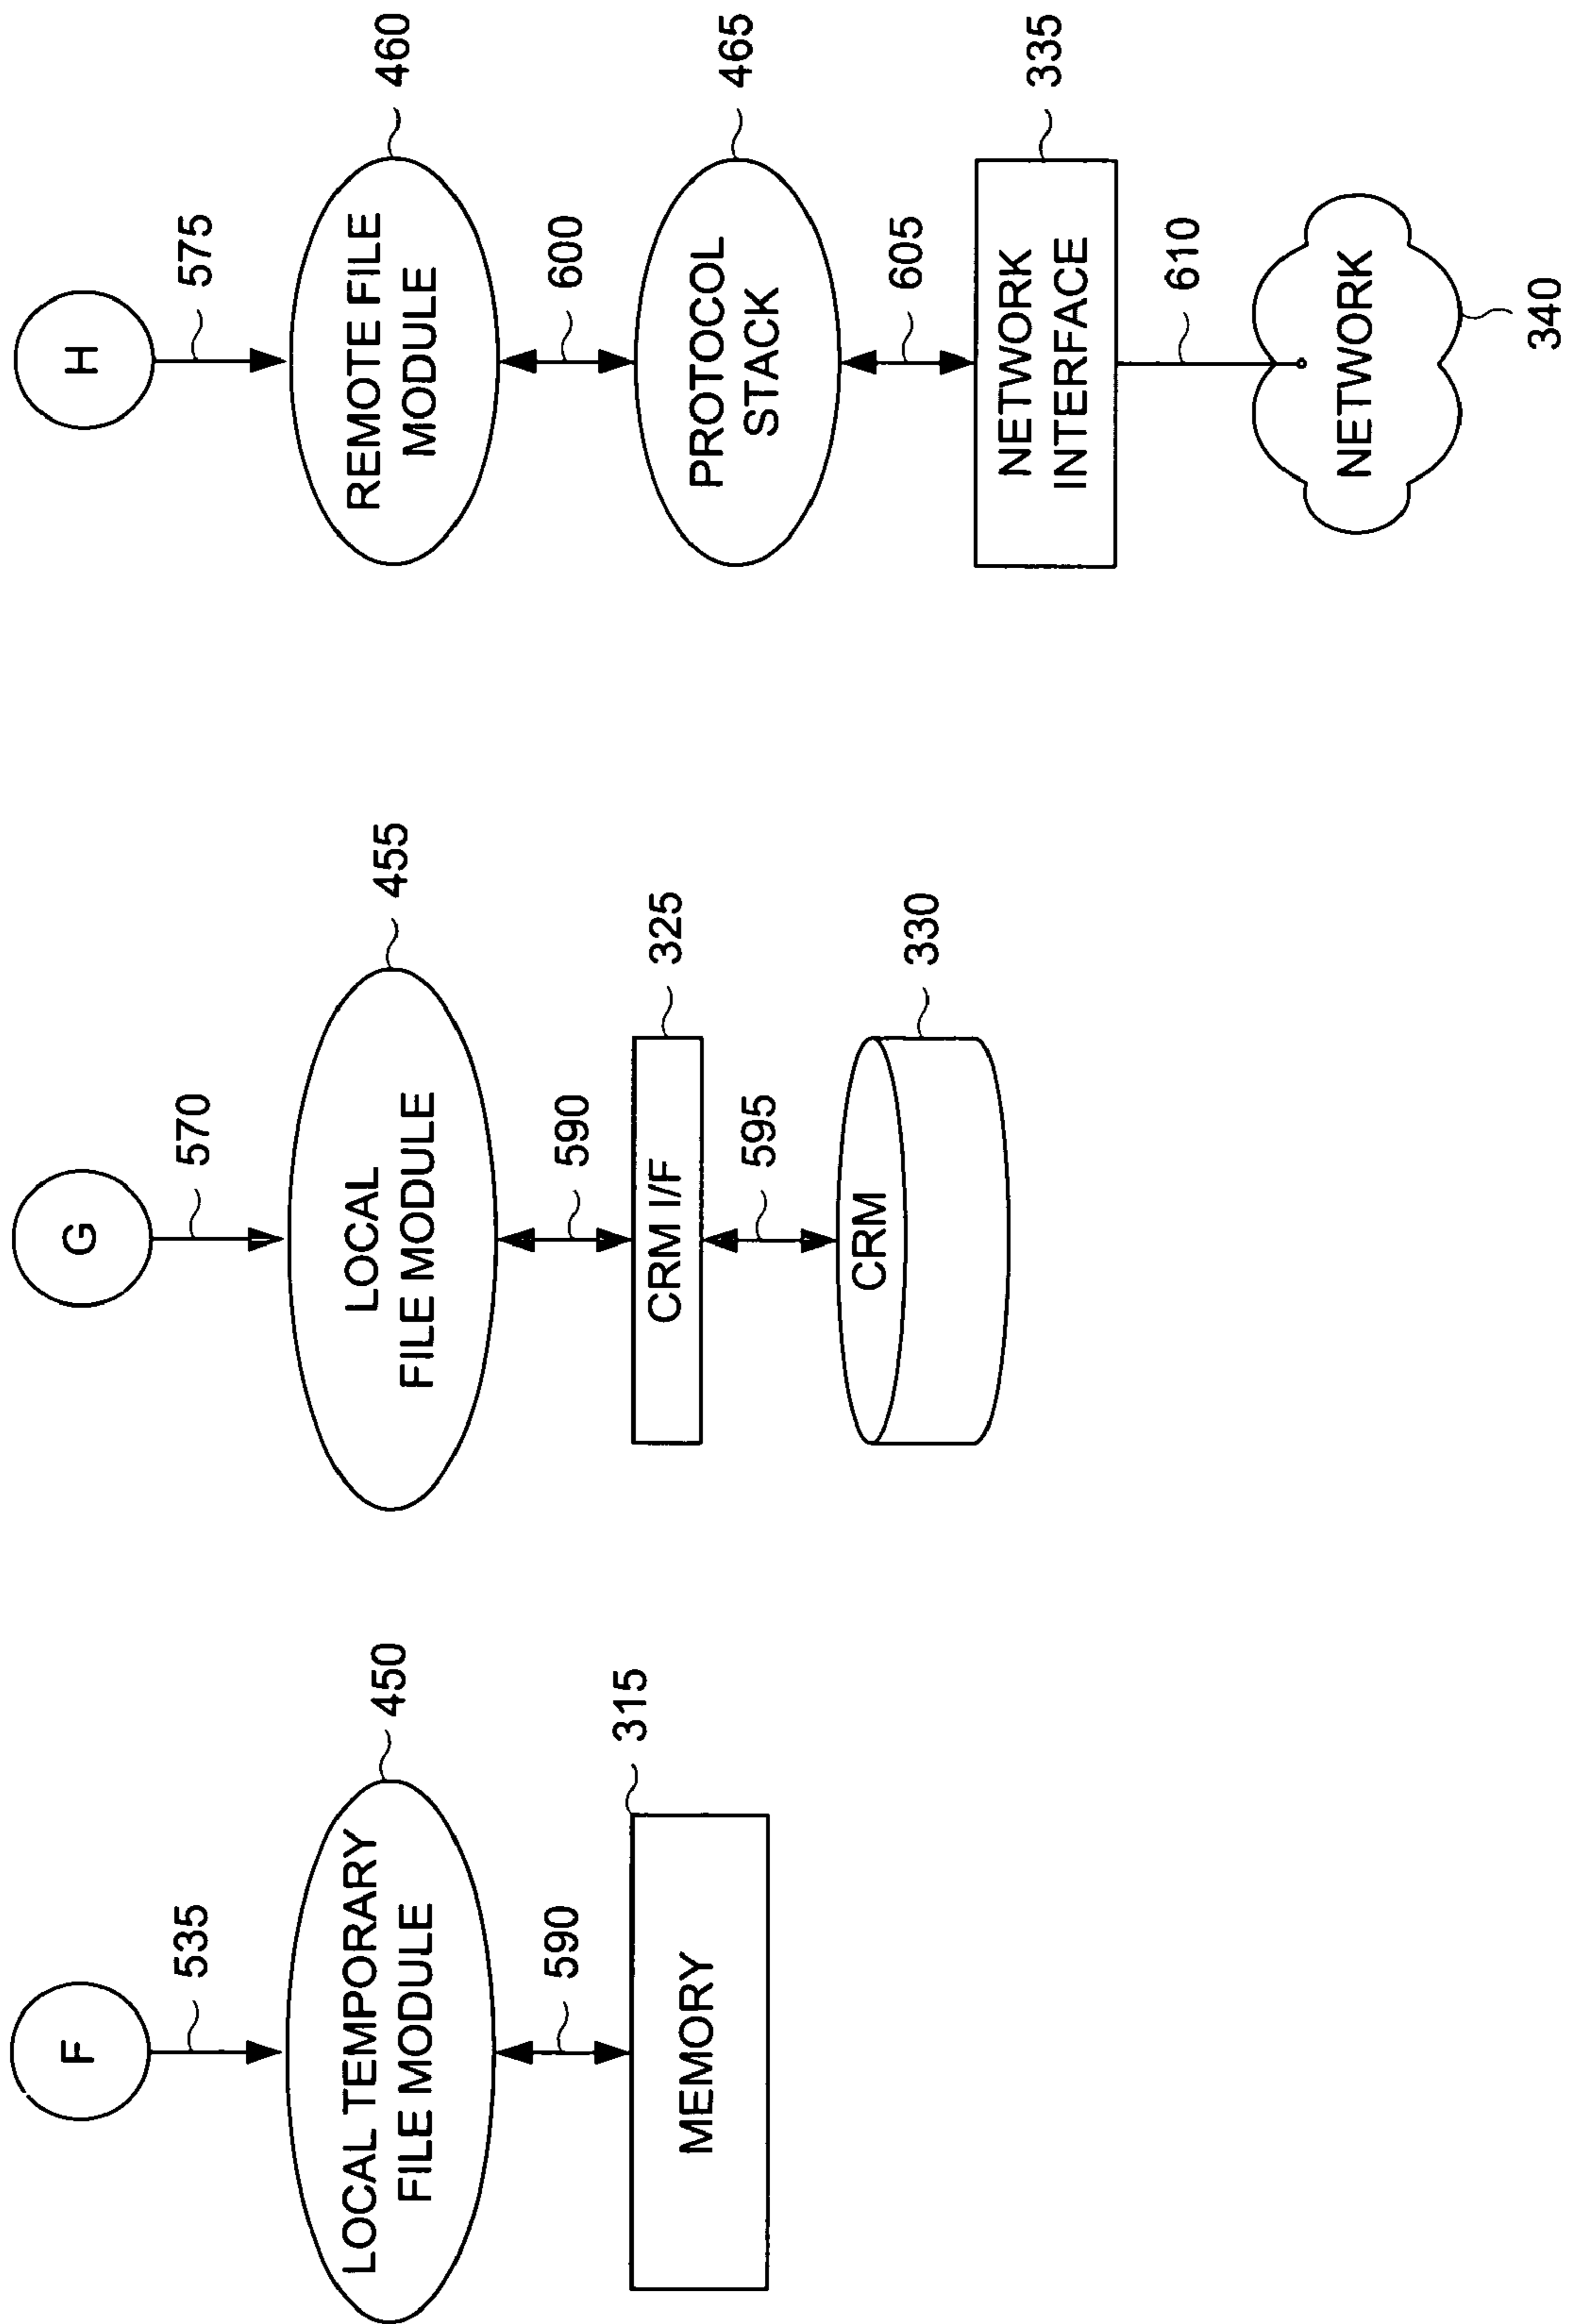 F
535
LOCAL TEMPORARY
FILE MODULE
450
590
315
MEMORY
G
570
LOCAL
FILE MODULE
455
590
CRM I/F
325
595
CRM
330
H
575
REMOTE FILE
MODULE
460
600
PROTOCOL
STACK
465
605
NETWORK
INTERFACE
335
610
NETWORK
340